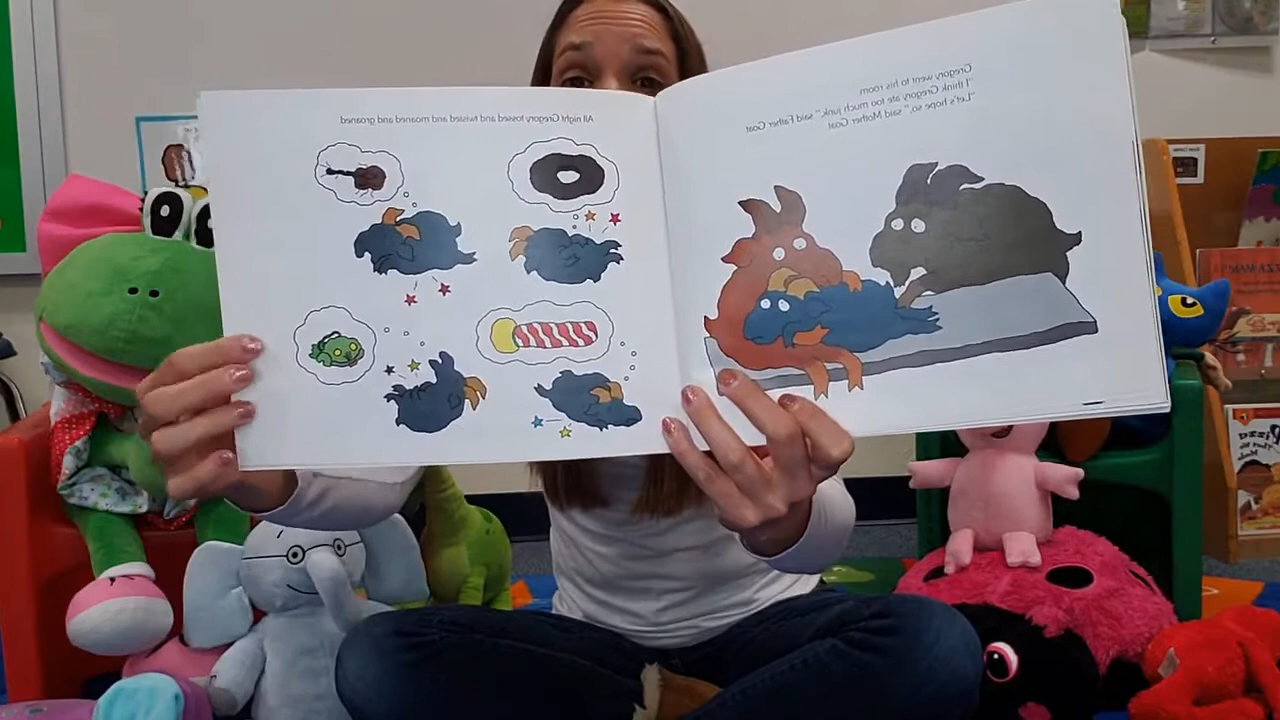 All night Gregory tossed and twisted and moaned and groaned.
Gregory went to his room.
"I think Gregory ate too much junk," said Father Goat.
"Let's hope so," said Mother Goat.